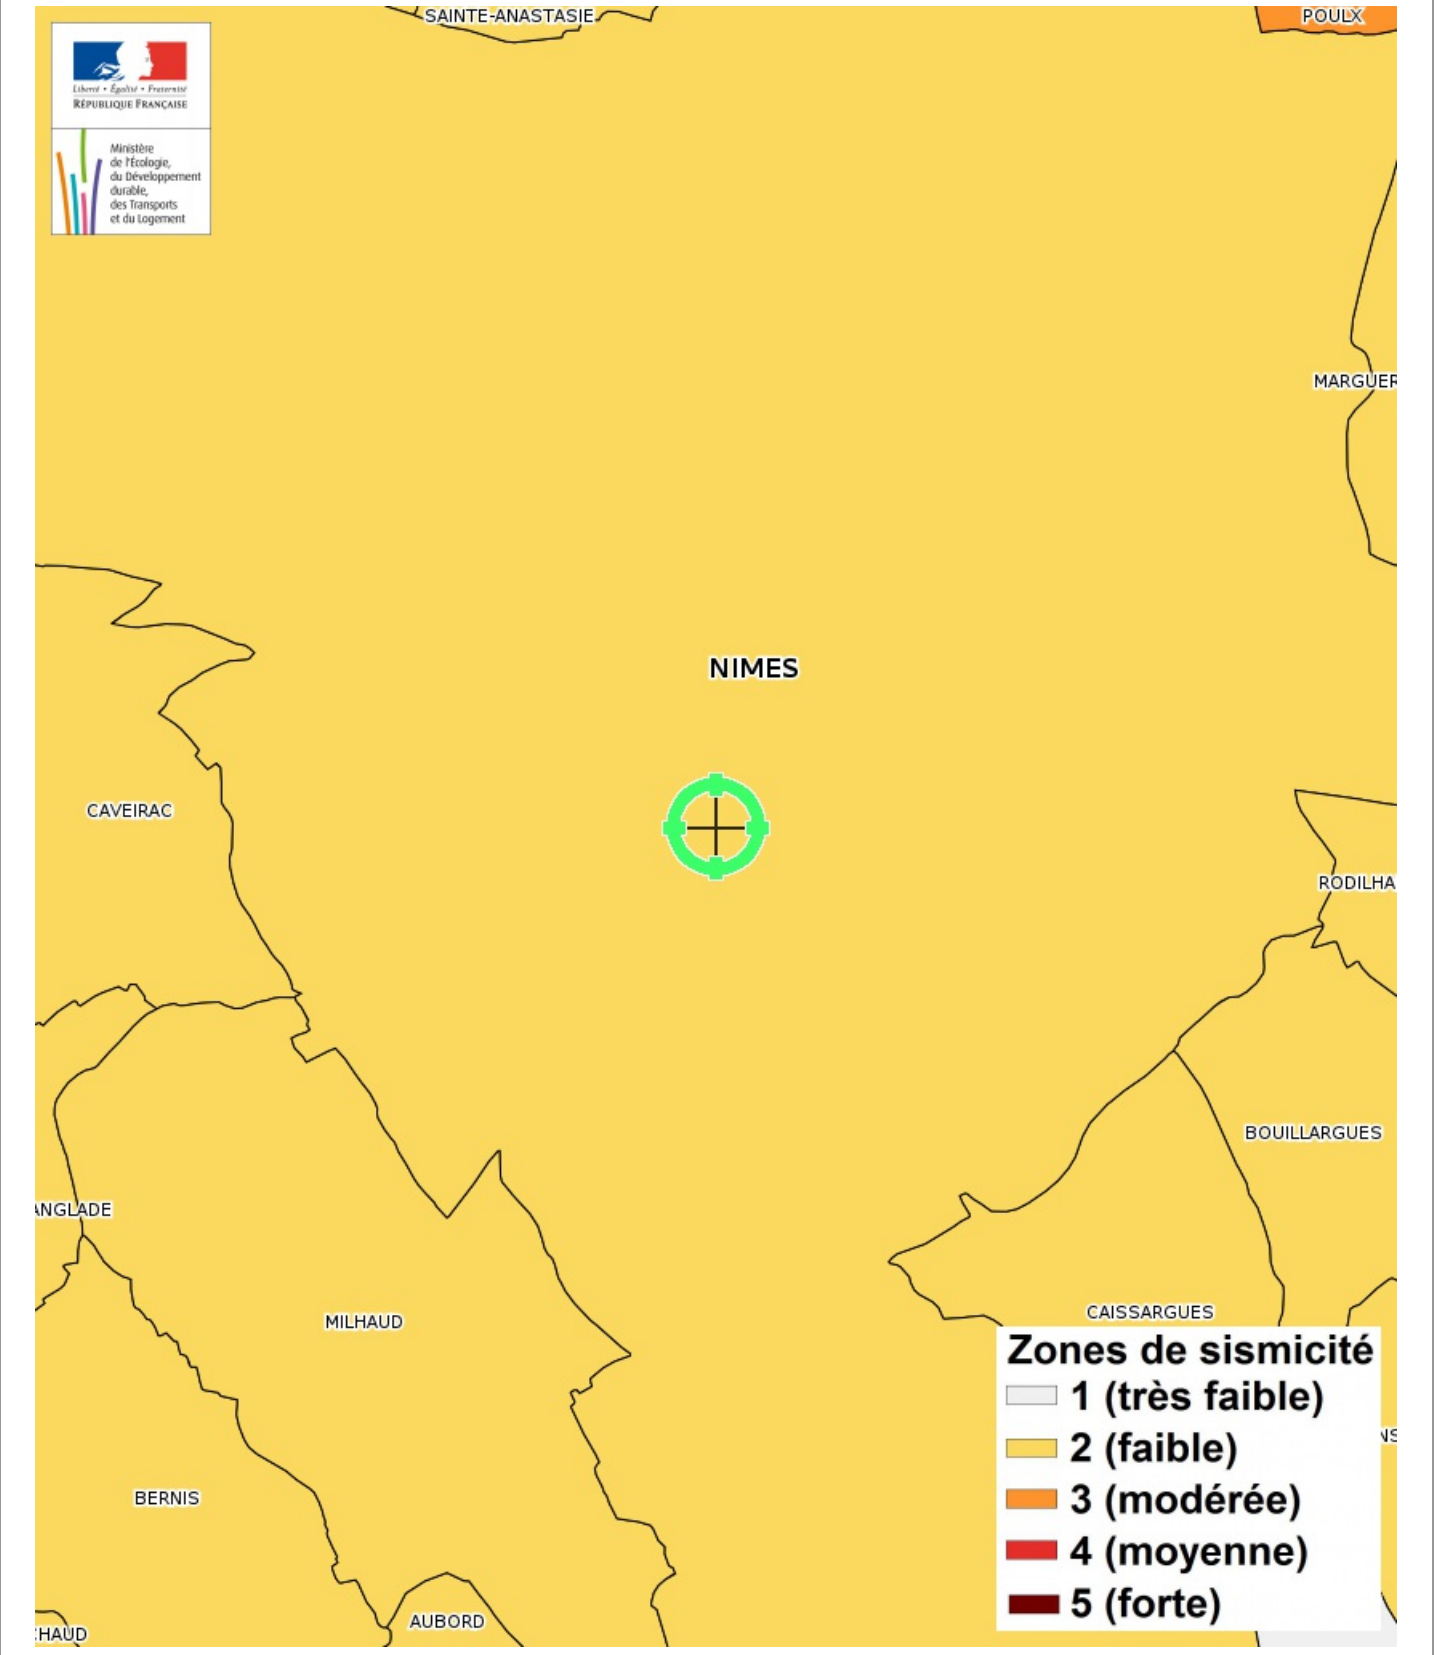 SAINTE-ANASTASIE
POULX
Liberté • Égalité • Fraternité
RÉPUBLIQUE FRANÇAISE
Ministère
de l'Écologie,
du Développement
durable,
des Transports
et du Logement
MARGUER
NIMES
CAVEIRAC
RODILHA
BOUILLARGUES
ANGLADE
CAISSARGUES
MILHAUD
Zones de sismicité
1 (très faible)
2 (faible)
3 (modérée)
4 (moyenne)
5 (forte)
NS
BERNIS
AUBORD
CHAUD